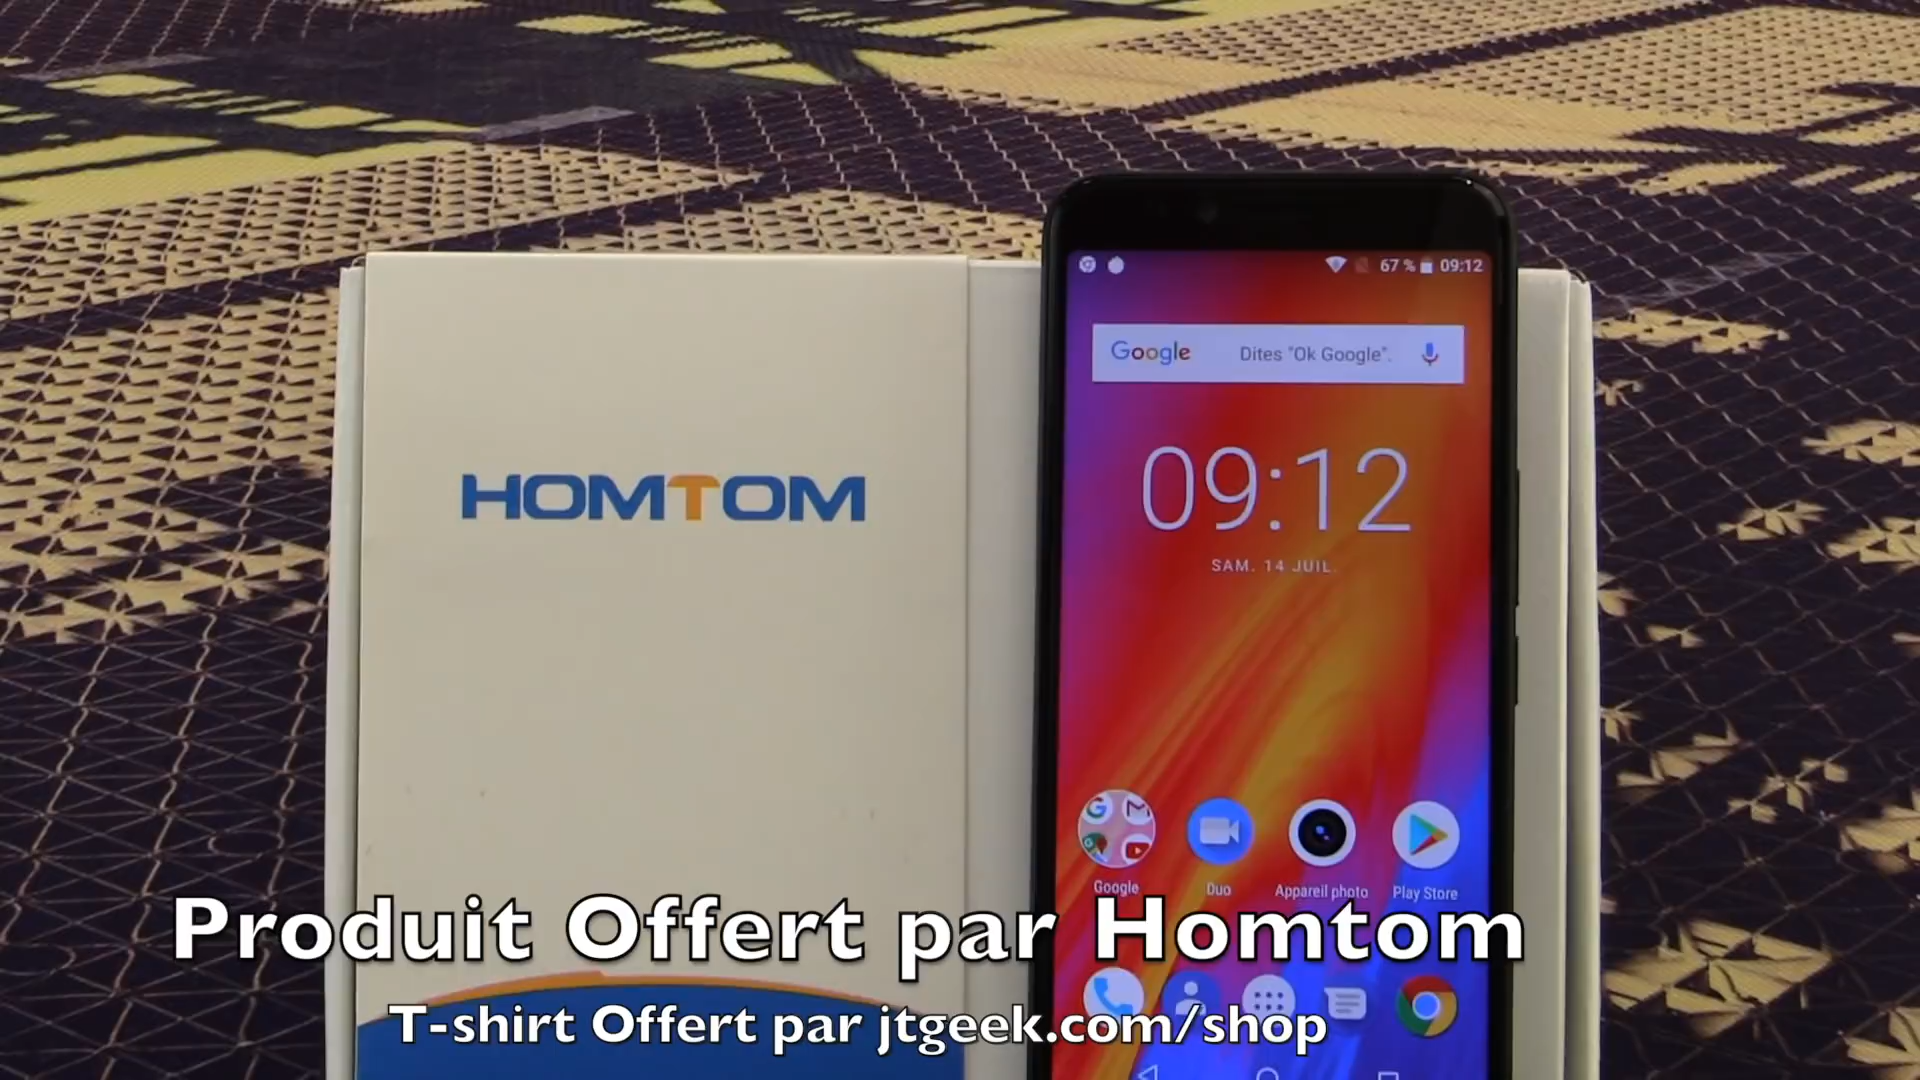 67 % 09:12
Google Dites "Ok Google".
HOMTOM
09:12
SAM. 14 JUIL.
Google Duo Appareil photo Play Store
Produit Offert par Homtom
T-shirt Offert par jtgeek.com/shop